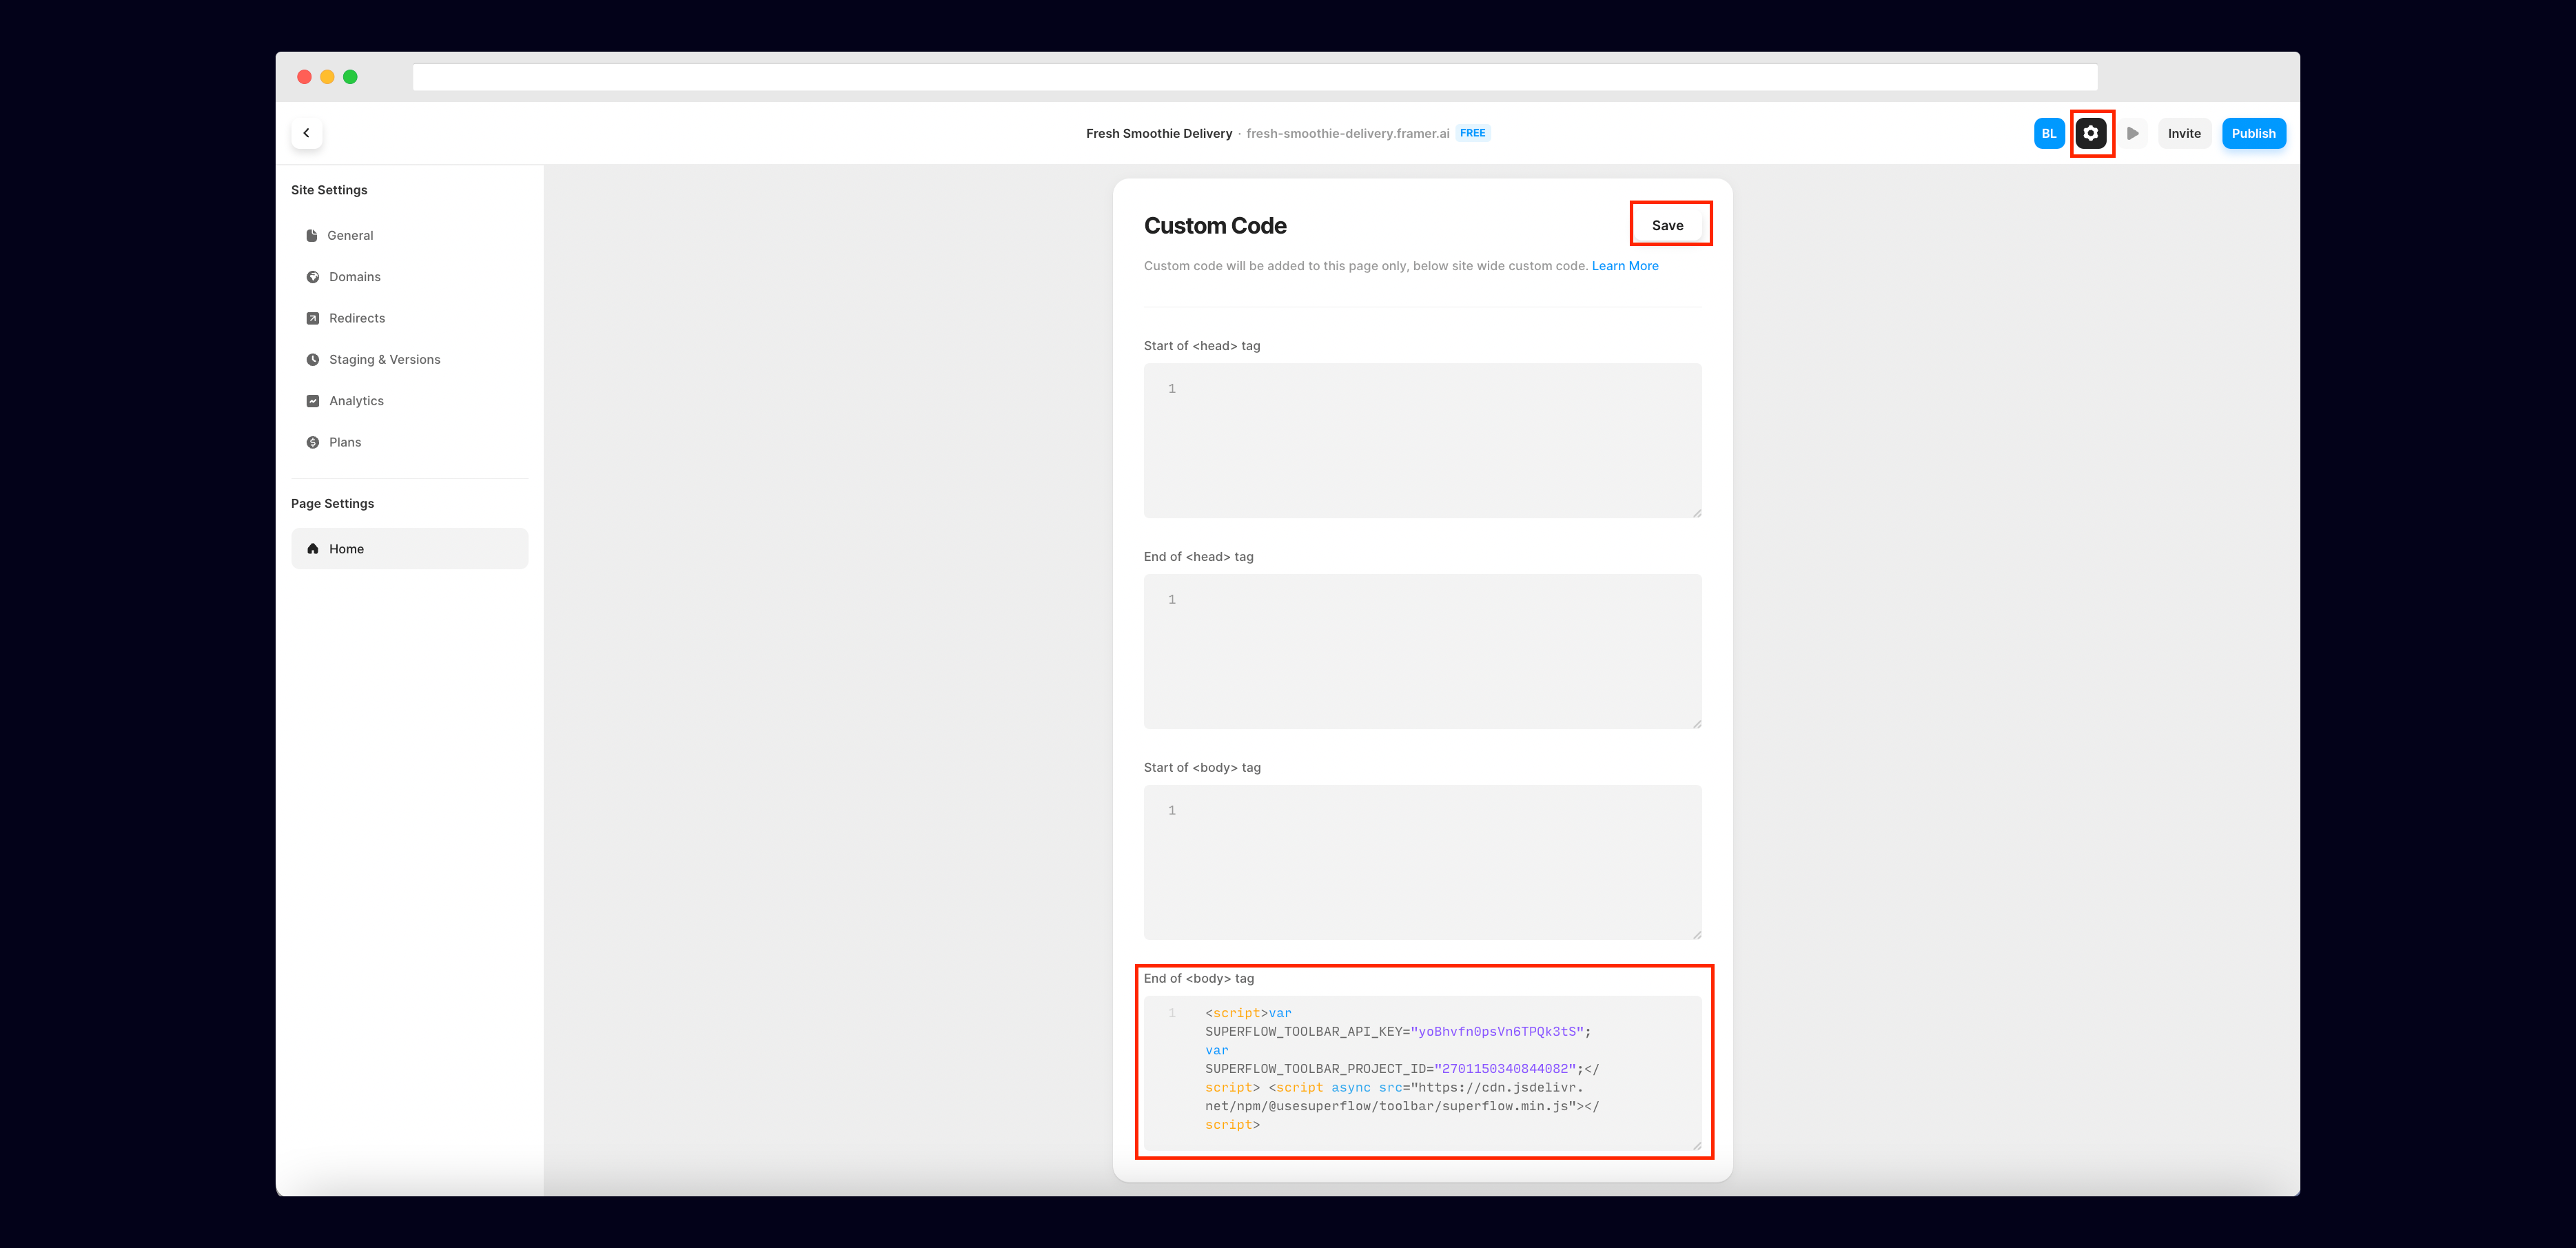 Fresh Smoothie Delivery · fresh-smoothie-delivery.framer.ai FREE
BL
Invite
Publish
Site Settings
General
Domains
Redirects
Staging & Versions
Analytics
Plans
Page Settings
Home
Custom Code
Save
Custom code will be added to this page only, below site wide custom code. Learn More
Start of <head> tag
1
End of <head> tag
1
Start of <body> tag
1
End of <body> tag
1 <script>var
SUPERFLOW_TOOLBAR_API_KEY="yoBhvfn0psVn6TPQk3tS";
var
SUPERFLOW_TOOLBAR_PROJECT_ID="2701150340844082";</
script> <script async src="https://cdn.jsdelivr.
net/npm/@usesuperflow/toolbar/superflow.min.js"></
script>